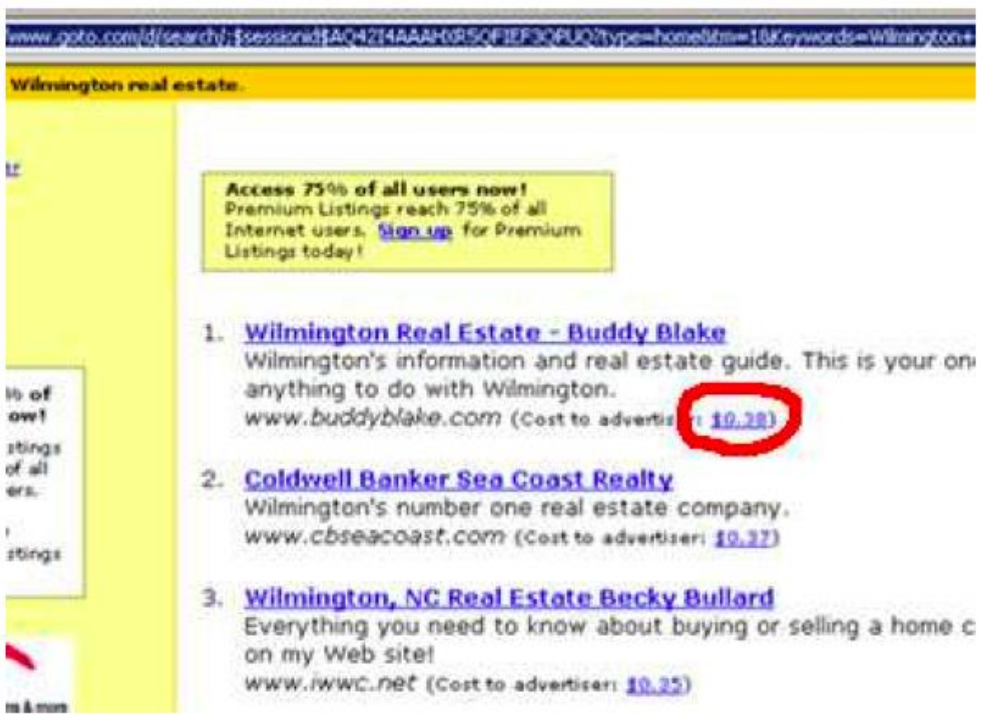 www.goto.com/d/search/;$sessionid$AQ42I4AAAHXRSQFIEF3QPUQ?type=home&tm=1&Keywords=Wilmington+
Wilmington real estate.
Access 75% of all users now!
Premium Listings reach 75% of all
Internet users. Sign up for Premium
Listings today!
1. Wilmington Real Estate - Buddy Blake
Wilmington's information and real estate guide. This is your on
anything to do with Wilmington.
www.buddyblake.com (Cost to advertiser: $0.38)
% of
ow!
stings
of all
ers.
stings
2. Coldwell Banker Sea Coast Realty
Wilmington's number one real estate company.
www.cbseacoast.com (Cost to advertiser: $0.37)
3. Wilmington, NC Real Estate Becky Bullard
Everything you need to know about buying or selling a home c
on my Web site!
www.iwwc.net (Cost to advertiser: $0.35)
& more